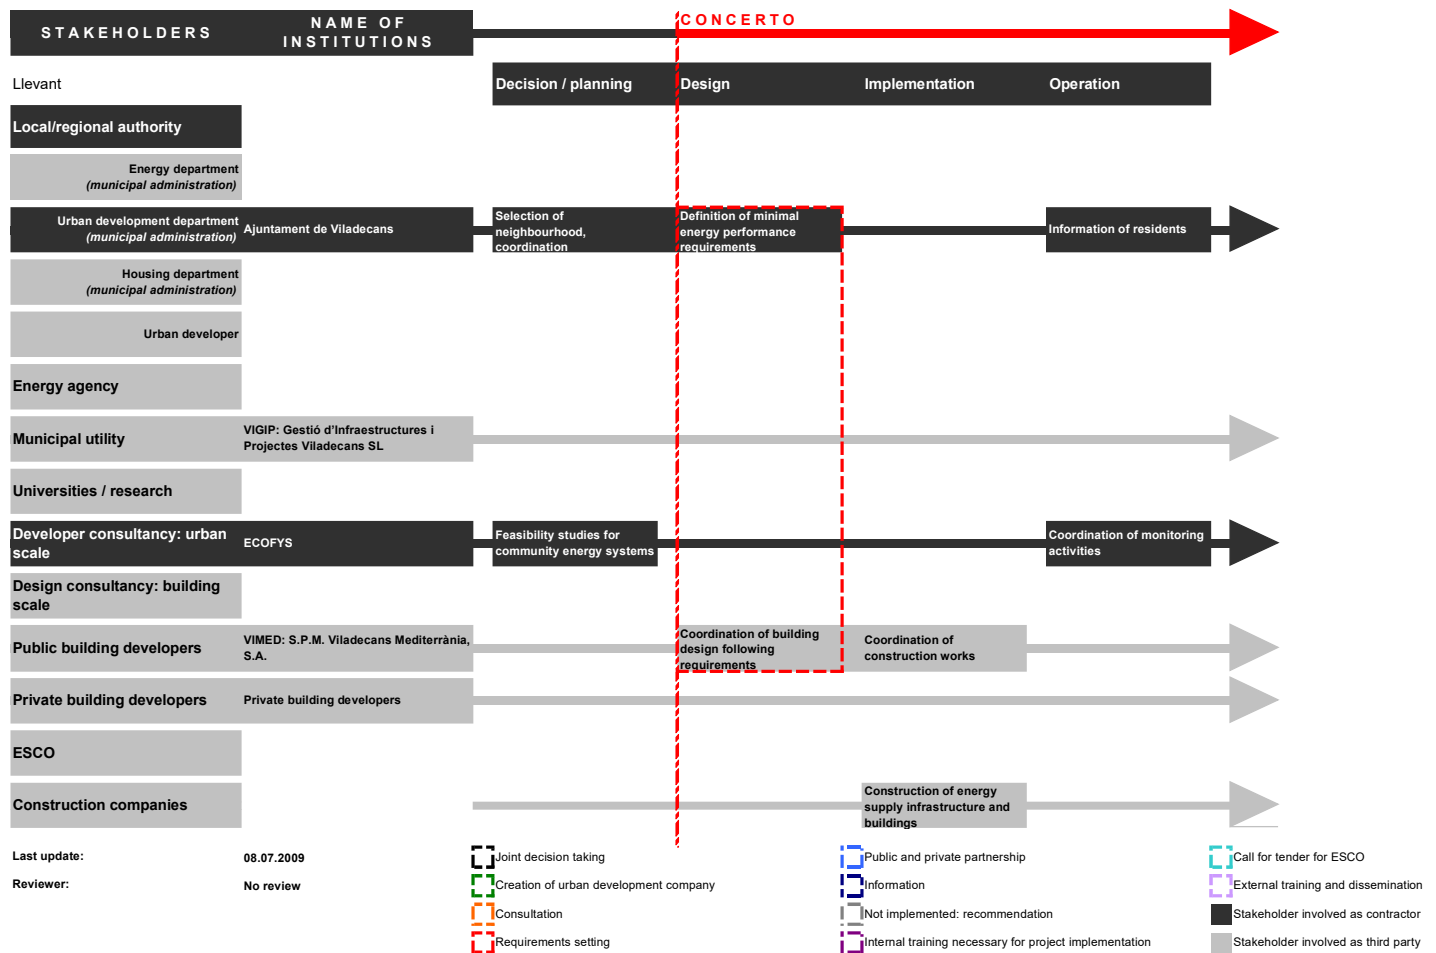 STAKEHOLDERS
NAME OF
INSTITUTIONS
CONCERTO
Llevant
Decision / planning
Design
Implementation
Operation
Local/regional authority
Energy department
(municipal administration)
Urban development department
(municipal administration)
Ajuntament de Viladecans
Selection of
neighbourhood,
coordination
Definition of minimal
energy performance
requirements
Information of residents
Housing department
(municipal administration)
Urban developer
Energy agency
Municipal utility
VIGIP: Gestió d'Infraestructures i
Projectes Viladecans SL
Universities / research
Developer consultancy: urban
scale
ECOFYS
Feasibility studies for
community energy systems
Coordination of monitoring
activities
Design consultancy: building
scale
Public building developers
VIMED: S.P.M. Viladecans Mediterrània,
S.A.
Coordination of building
design following
requirements
Coordination of
construction works
Private building developers
Private building developers
ESCO
Construction companies
Construction of energy
supply infrastructure and
buildings
Last update:
08.07.2009
Reviewer:
No review
Joint decision taking
Creation of urban development company
Consultation
Requirements setting
Public and private partnership
Information
Not implemented: recommendation
Internal training necessary for project implementation
Call for tender for ESCO
External training and dissemination
Stakeholder involved as contractor
Stakeholder involved as third party